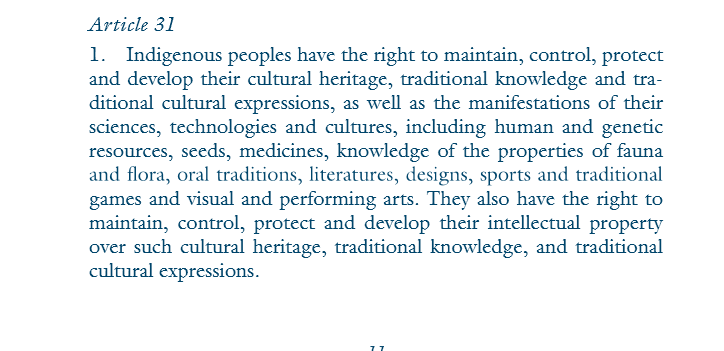 Article 31
1. Indigenous peoples have the right to maintain, control, protect
and develop their cultural heritage, traditional knowledge and tra-
ditional cultural expressions, as well as the manifestations of their
sciences, technologies and cultures, including human and genetic
resources, seeds, medicines, knowledge of the properties of fauna
and flora, oral traditions, literatures, designs, sports and traditional
games and visual and performing arts. They also have the right to
maintain, control, protect and develop their intellectual property
over such cultural heritage, traditional knowledge, and traditional
cultural expressions.